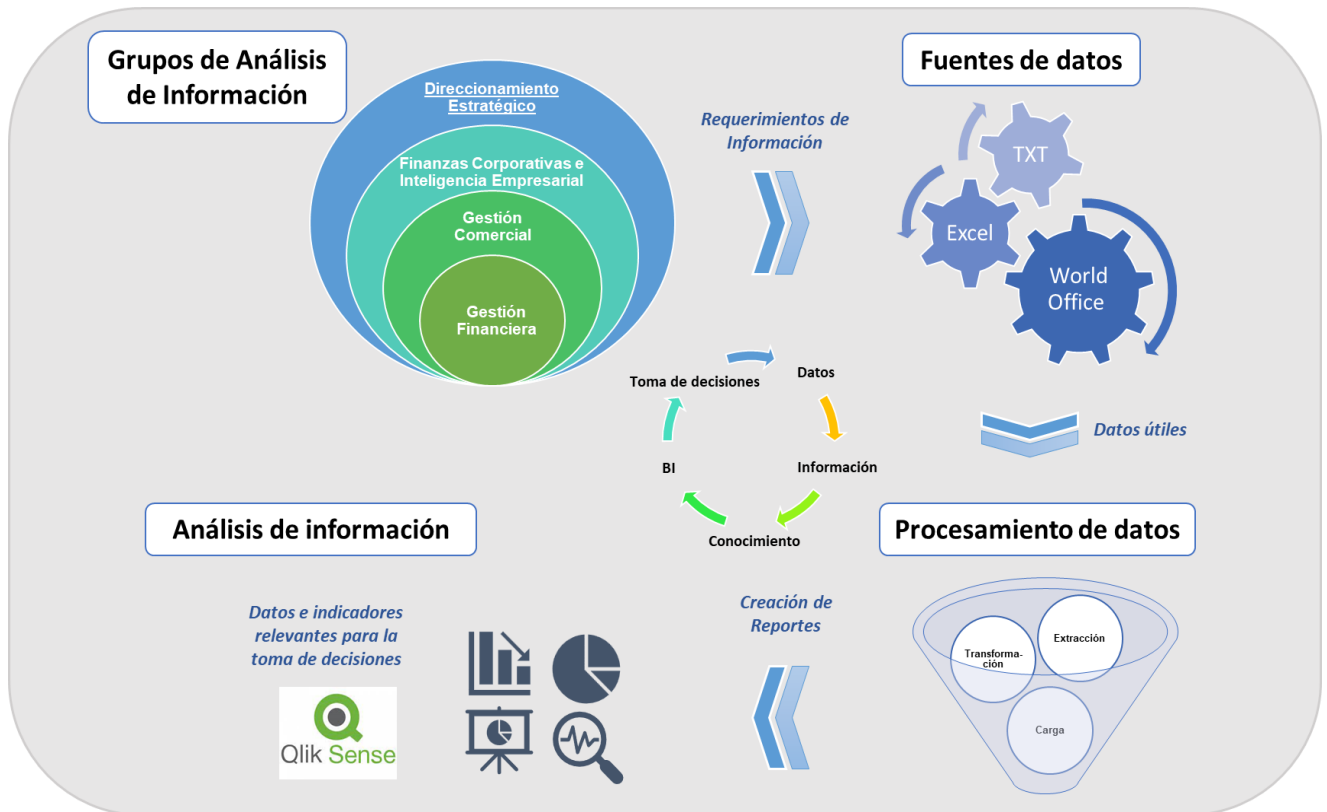 Grupos de Análisis
de Información
Direccionamiento
Estratégico
Finanzas Corporativas e
Inteligencia Empresarial
Gestión
Comercial
Gestión
Financiera
Requerimientos de
Información
Fuentes de datos
TXT
Excel
World
Office
Datos útiles
Toma de decisiones
Datos
Información
Conocimiento
BI
Procesamiento de datos
Extracción
Transforma-
ción
Carga
Creación de
Reportes
Análisis de información
Datos e indicadores
relevantes para la
toma de decisiones
Qlik Sense